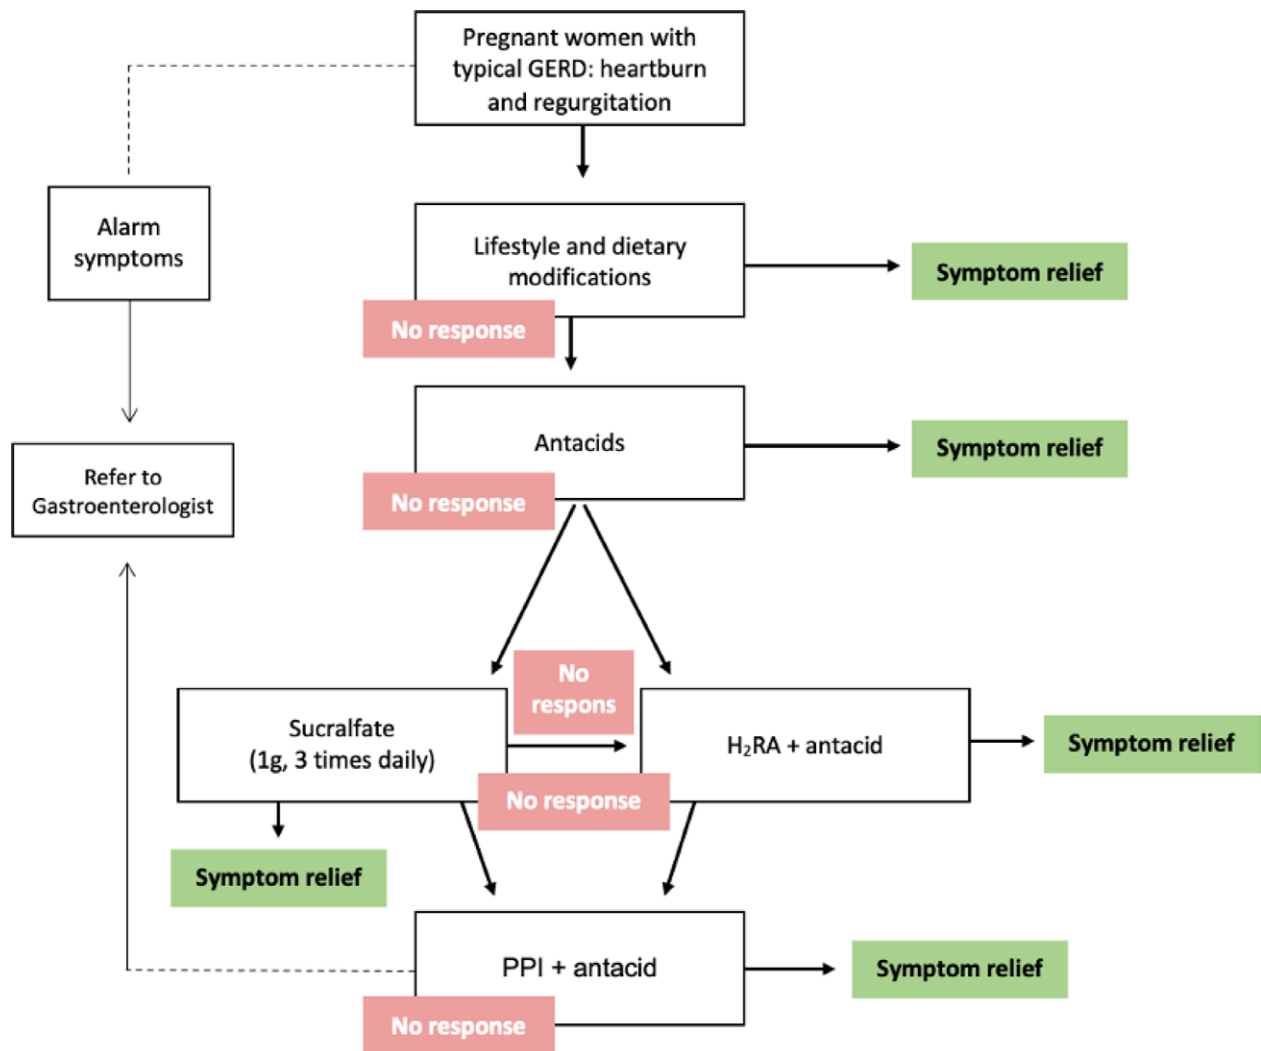 Pregnant women with
typical GERD: heartburn
and regurgitation
Alarm
symptoms
Lifestyle and dietary
modifications
Symptom relief
No response
Antacids
Symptom relief
Refer to
Gastroenterologist
No response
No
respons
Sucralfate
(1g, 3 times daily)
H₂RA + antacid
Symptom relief
No response
Symptom relief
PPI + antacid
Symptom relief
No response